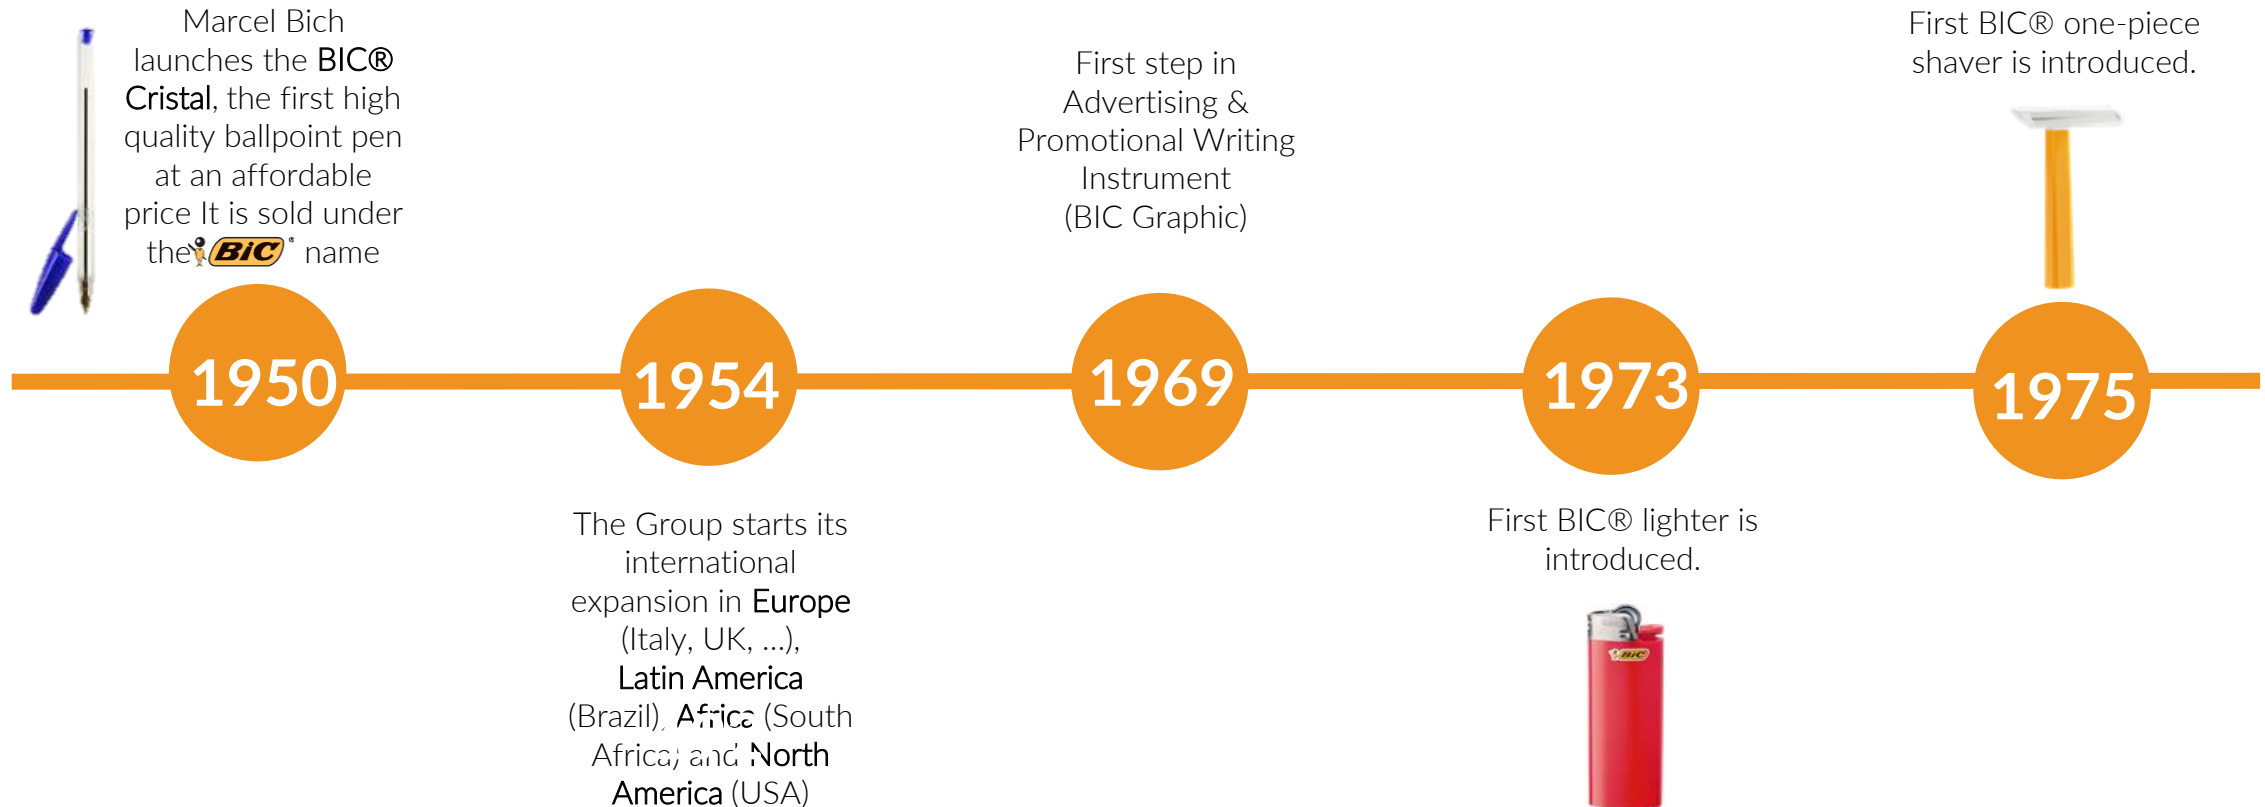 Marcel Bich
launches the BIC®
Cristal, the first high
quality ballpoint pen
at an affordable
price It is sold under
the BiC® name
1950
1954
The Group starts its
international
expansion in Europe
(Italy, UK, ...),
Latin America
(Brazil), Africa (South
Africa) and North
America (USA)
First step in
Advertising &
Promotional Writing
Instrument
(BIC Graphic)
1969
1973
First BIC® lighter is
introduced.
BiC
First BIC® one-piece
shaver is introduced.
1975